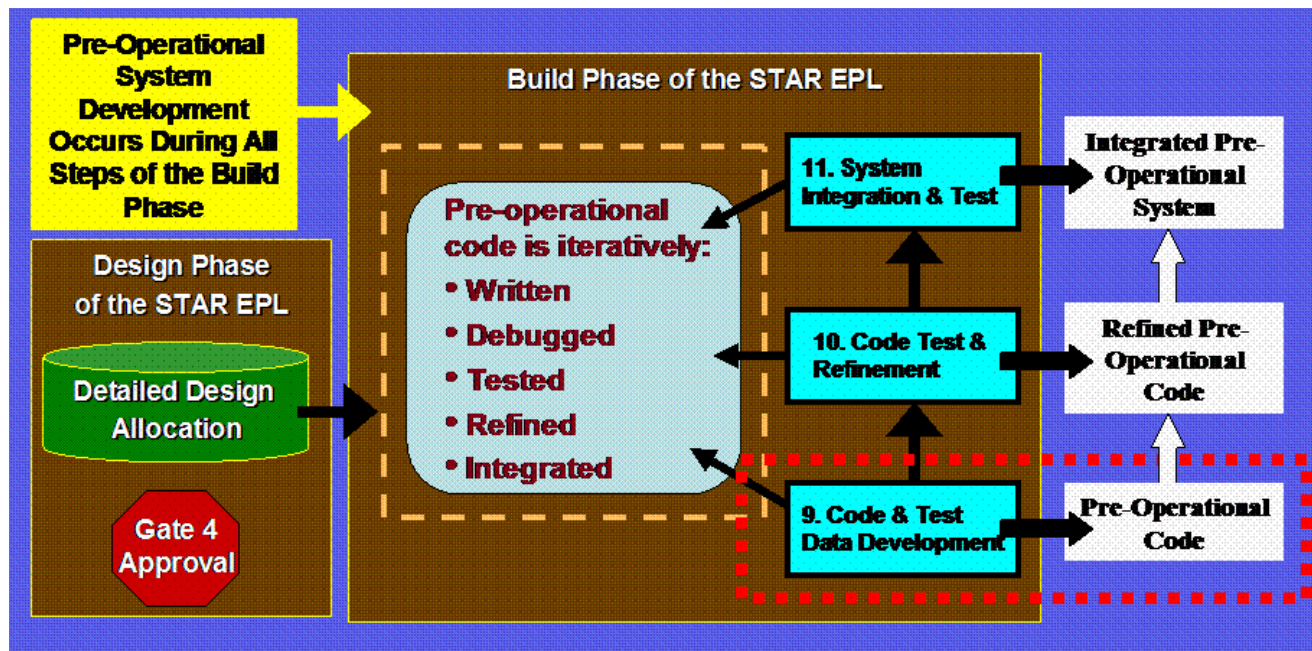 Pre-Operational
System
Development
Occurs During All
Steps of the Build
Phase
Design Phase
of the STAR EPL
Detailed Design
Allocation
Gate 4
Approval
Build Phase of the STAR EPL
Pre-operational
code is iteratively:
• Written
• Debugged
• Tested
• Refined
• Integrated
11. System
Integration & Test
10. Code Test &
Refinement
9. Code & Test
Data Development
Integrated Pre-
Operational
System
Refined Pre-
Operational
Code
Pre-Operational
Code